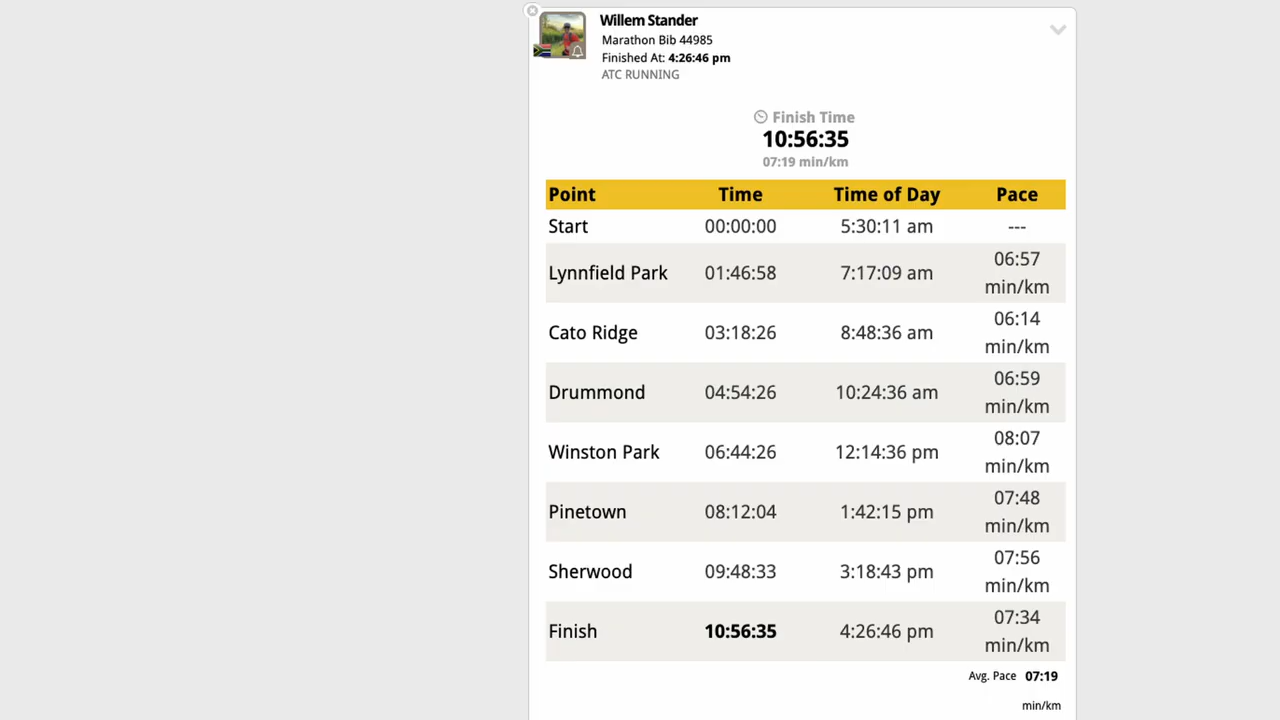 Willem Stander
Marathon Bib 44985
Finished At: 4:26:46 pm
ATC RUNNING
Finish Time
10:56:35
07:19 min/km
Point Time Time of Day Pace
Start 00:00:00 5:30:11 am ---
Lynnfield Park 01:46:58 7:17:09 am 06:57 min/km
Cato Ridge 03:18:26 8:48:36 am 06:14 min/km
Drummond 04:54:26 10:24:36 am 06:59 min/km
Winston Park 06:44:26 12:14:36 pm 08:07 min/km
Pinetown 08:12:04 1:42:15 pm 07:48 min/km
Sherwood 09:48:33 3:18:43 pm 07:56 min/km
Finish 10:56:35 4:26:46 pm 07:34 min/km
Avg. Pace 07:19
min/km